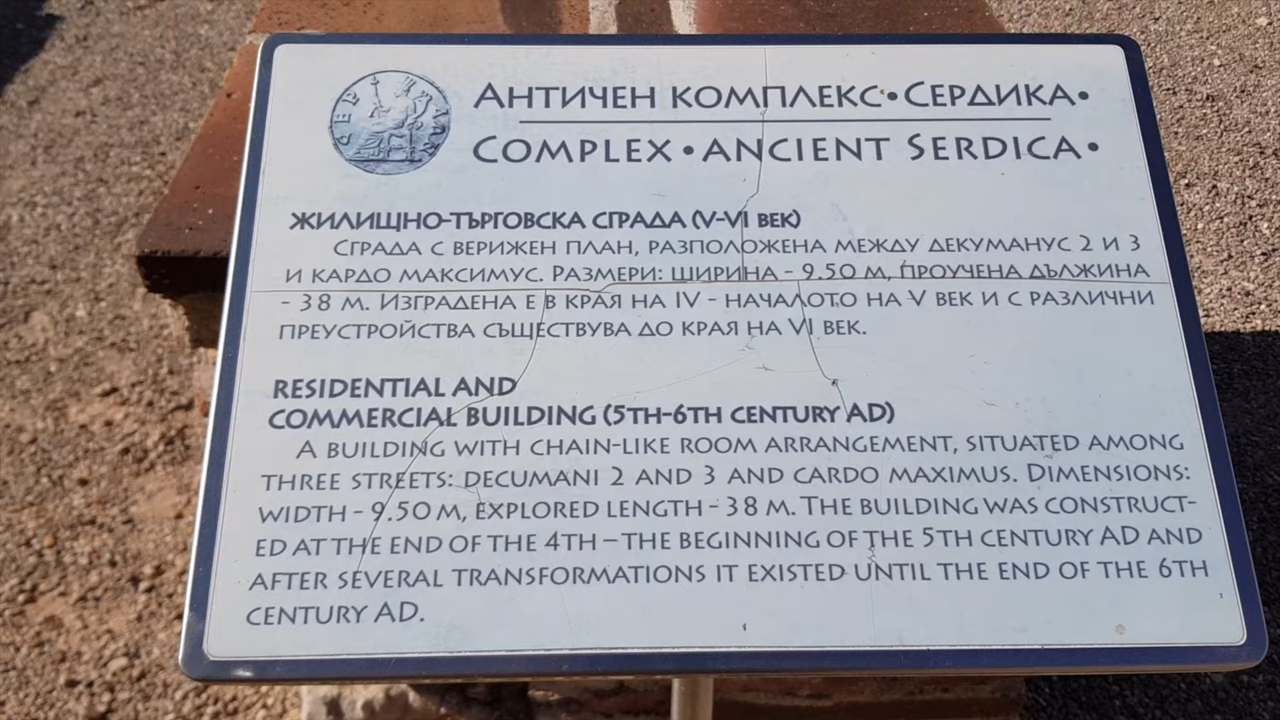 СЕР ДΙΚ
АНТИЧЕН КОМПЛЕКС • СЕРДИКА •
COMPLEX • ANCIENT SERDICA •
ЖИЛИЩНО-ТЪРГОВСКА СГРАДА (V-VI ВЕК)
СГРАДА С ВЕРИЖЕН ПЛАН, РАЗПОЛОЖЕНА МЕЖДУ ДЕКУМАНУС 2 И 3
И КАРДО МАКСИМУС. РАЗМЕРИ: ШИРИНА - 9.50 М, ПРОУЧЕНА ДЪЛЖИНА
- 38 М. ИЗГРАДЕНА Е В КРАЯ НА IV - НАЧАЛОТО НА V ВЕК И С РАЗЛИЧНИ
ПРЕУСТРОЙСТВА СЪЩЕСТВУВА ДО КРАЯ НА VI ВЕК.
RESIDENTIAL AND
COMMERCIAL BUILDING (5TH-6TH CENTURY AD)
A BUILDING WITH CHAIN-LIKE ROOM ARRANGEMENT, SITUATED AMONG
THREE STREETS: DECUMANI 2 AND 3 AND CARDO MAXIMUS. DIMENSIONS:
WIDTH - 9.50 M, EXPLORED LENGTH - 38 M. THE BUILDING WAS CONSTRUCT-
ED AT THE END OF THE 4TH – THE BEGINNING OF THE 5TH CENTURY AD AND
AFTER SEVERAL TRANSFORMATIONS IT EXISTED UNTIL THE END OF THE 6TH
CENTURY AD.